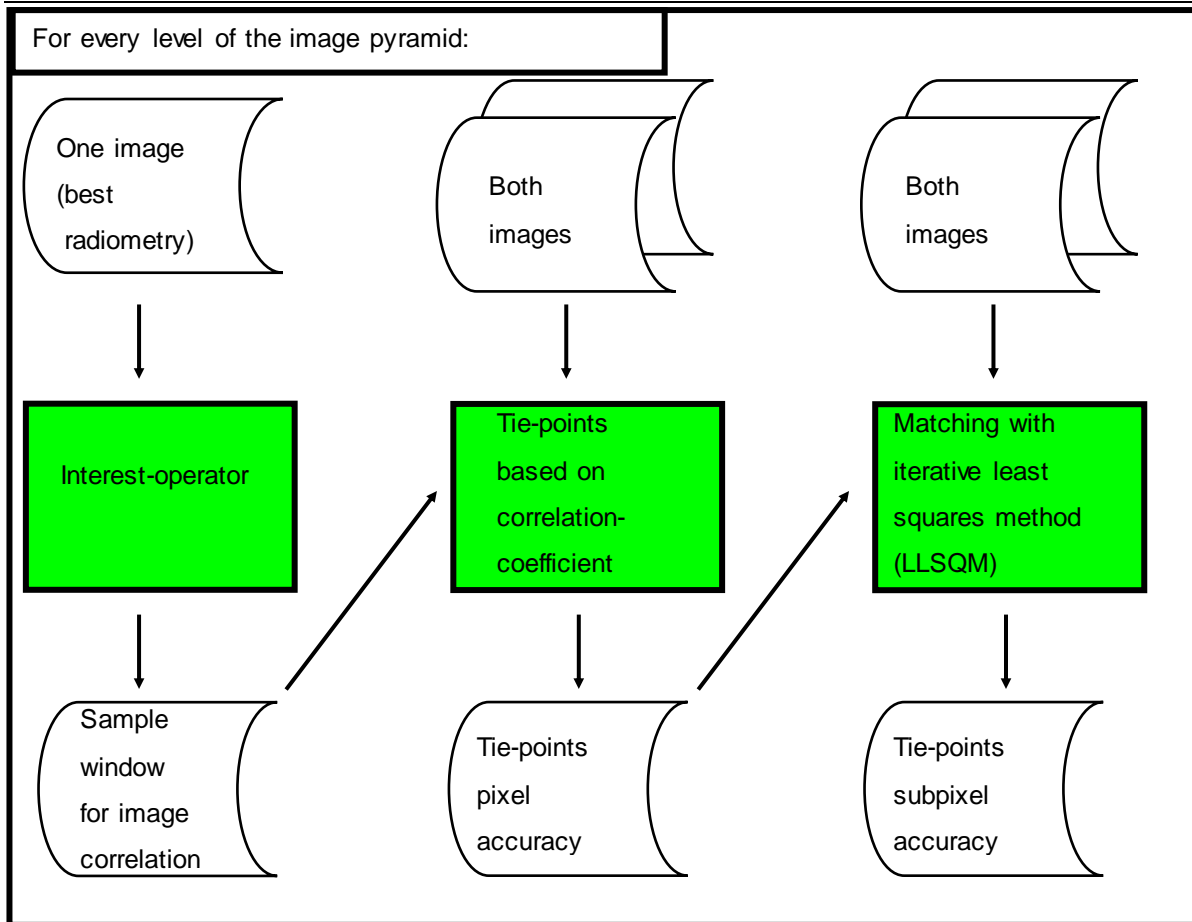 For every level of the image pyramid:
One image
(best
radiometry)
Both
images
Both
images
Interest-operator
Tie-points
based on
correlation-
coefficient
Matching with
iterative least
squares method
(LLSQM)
Sample
window
for image
correlation
Tie-points
pixel
accuracy
Tie-points
subpixel
accuracy